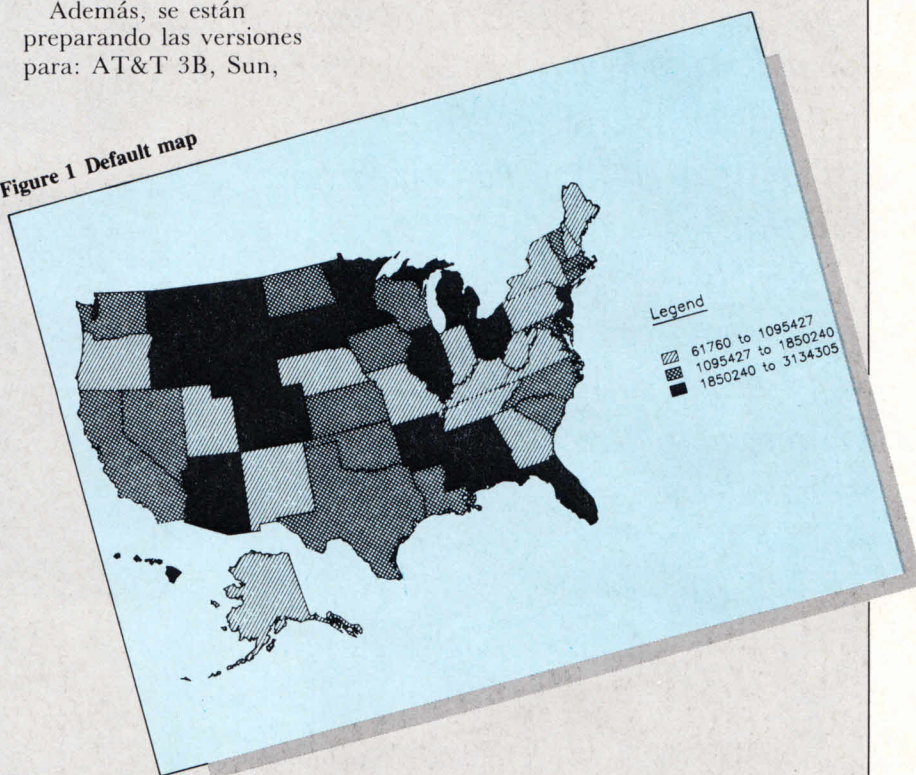 Además, se están
preparando las versiones
para: AT&T 3B, Sun,
Figure 1 Default map
Legend
61760 to 1095427
1095427 to 1850240
1850240 to 3134305